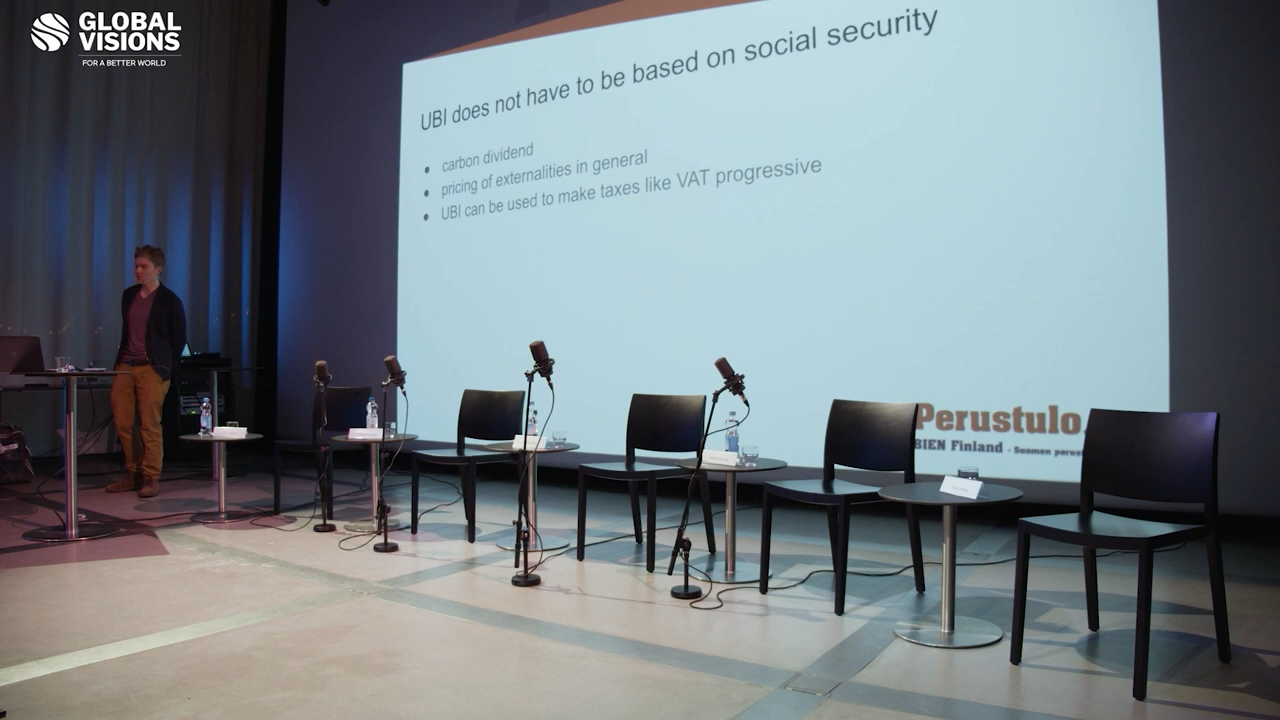 GLOBAL
VISIONS
FOR A BETTER WORLD
UBI does not have to be based on social security
carbon dividend
pricing of externalities in general
UBI can be used to make taxes like VAT progressive
Perustulo.
BIEN Finland - Suomen